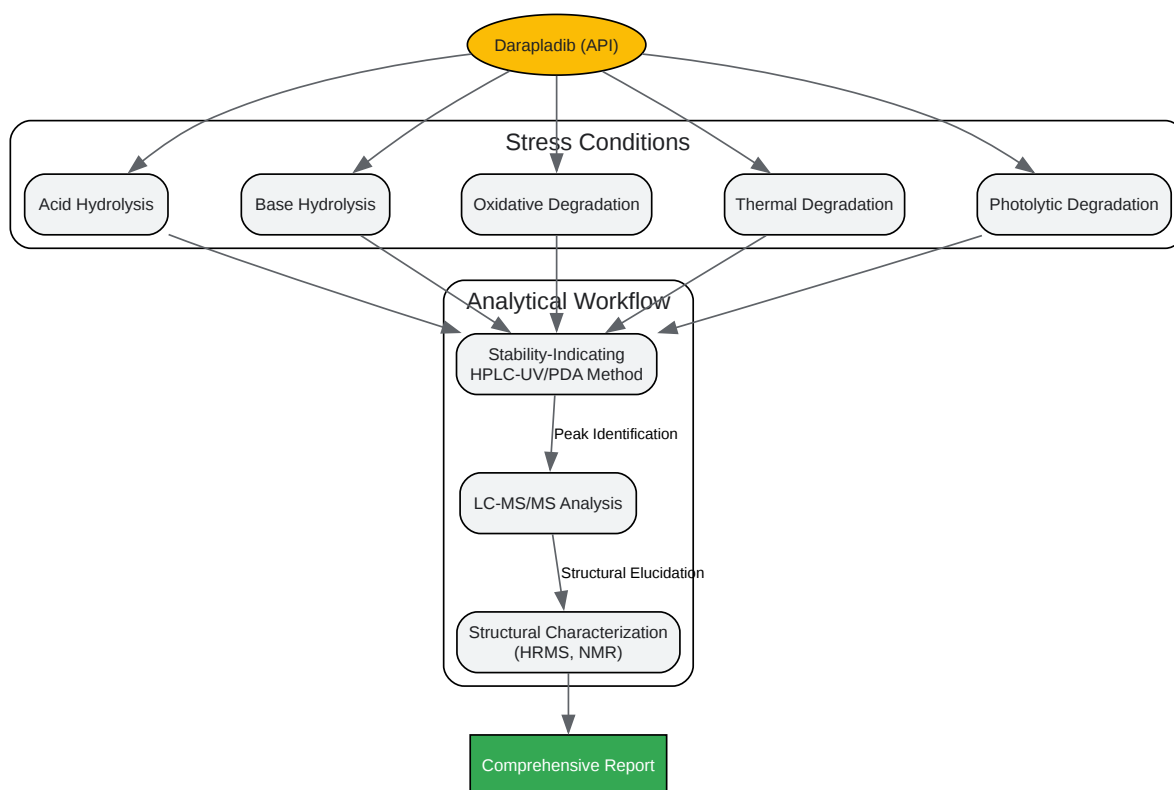 Darapladib (API)
Stress Conditions
Acid Hydrolysis
Base Hydrolysis
Oxidative Degradation
Thermal Degradation
Photolytic Degradation
Analytical Workflow
Stability-Indicating
HPLC-UV/PDA Method
Peak Identification
LC-MS/MS Analysis
Structural Elucidation
Structural Characterization
(HRMS, NMR)
Comprehensive Report